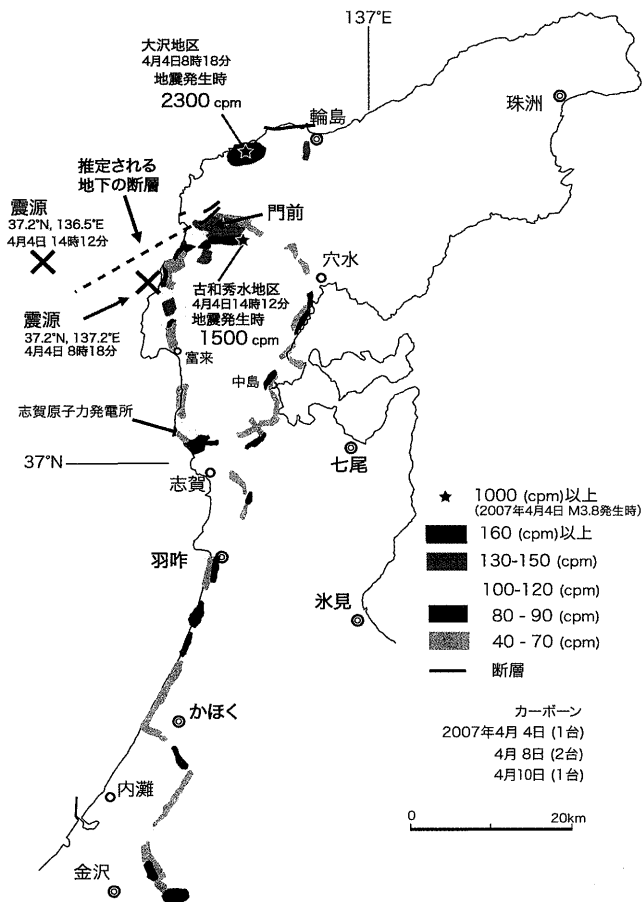 137°E
大沢地区
4月4日8時18分
地震発生時
2300 cpm
輪島
珠洲
推定される
地下の断層
震源
37.2°N, 136.5°E
4月4日 14時12分
門前
穴水
古和秀水地区
4月4日14時12分
地震発生時
1500 cpm
震源
37.2°N, 137.2°E
4月4日 8時18分
富来
中島
志賀原子力発電所
37°N
七尾
志賀
★ 1000 (cpm)以上
(2007年4月4日 M3.8発生時)
160 (cpm)以上
130-150 (cpm)
100-120 (cpm)
80 - 90 (cpm)
40 - 70 (cpm)
断層
羽咋
氷見
かほく
カーボーン
2007年4月 4日 (1台)
4月 8日 (2台)
4月10日 (1台)
内灘
0 20km
金沢